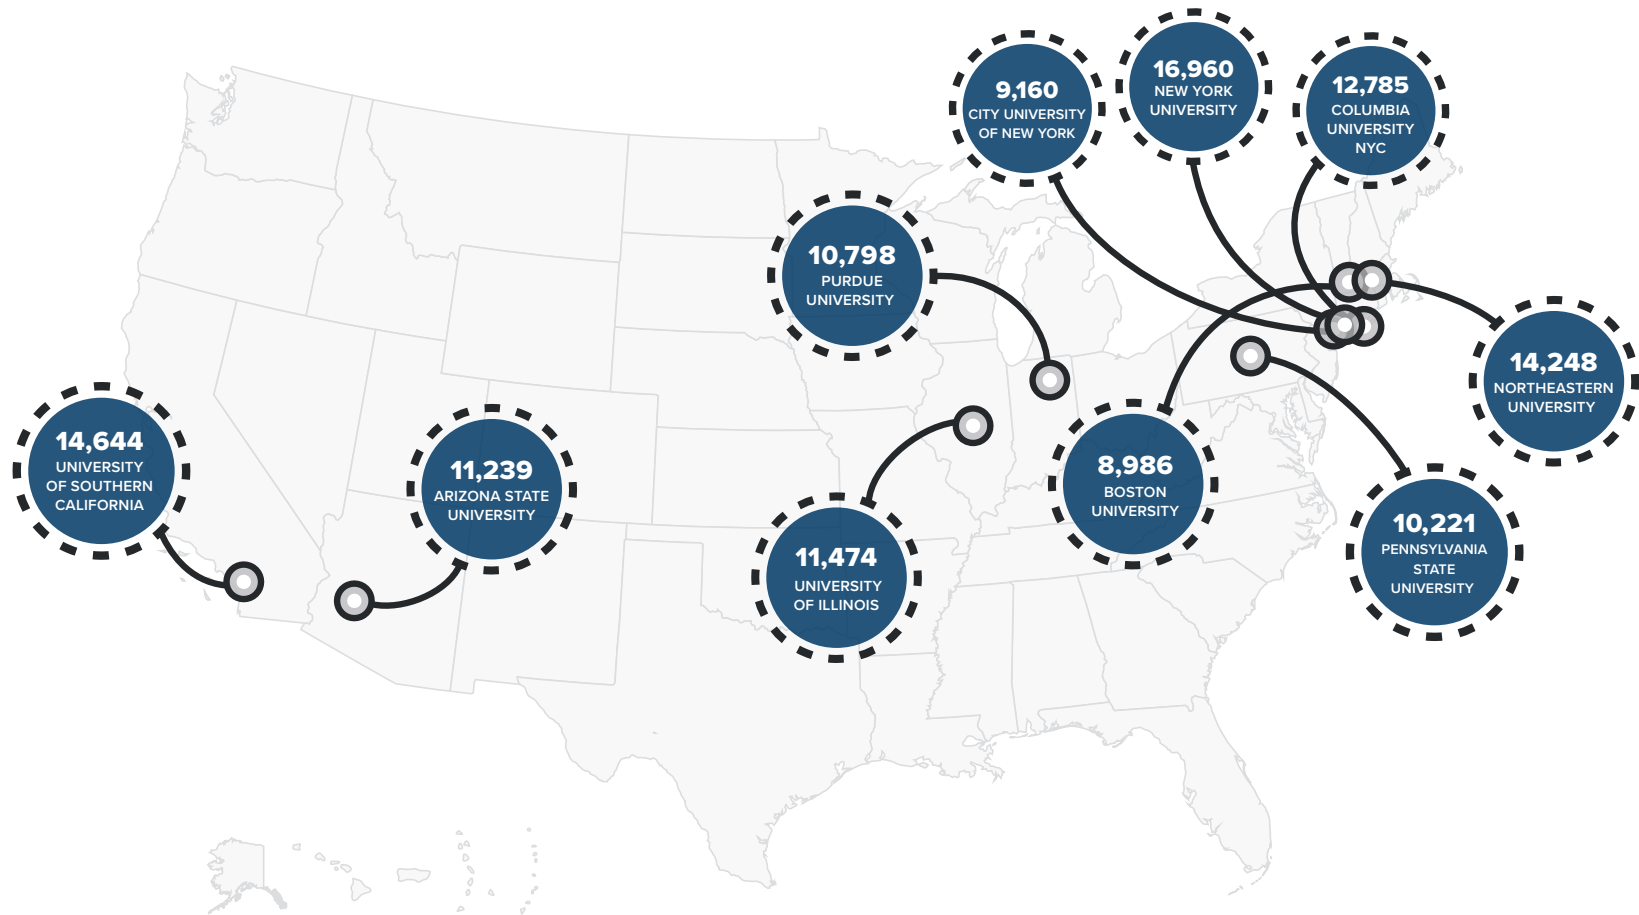 9,160
CITY UNIVERSITY
OF NEW YORK
16,960
NEW YORK
UNIVERSITY
12,785
COLUMBIA
UNIVERSITY
NYC
10,798
PURDUE
UNIVERSITY
14,248
NORTHEASTERN
UNIVERSITY
14,644
UNIVERSITY
OF SOUTHERN
CALIFORNIA
11,239
ARIZONA STATE
UNIVERSITY
8,986
BOSTON
UNIVERSITY
11,474
UNIVERSITY
OF ILLINOIS
10,221
PENNSYLVANIA
STATE
UNIVERSITY